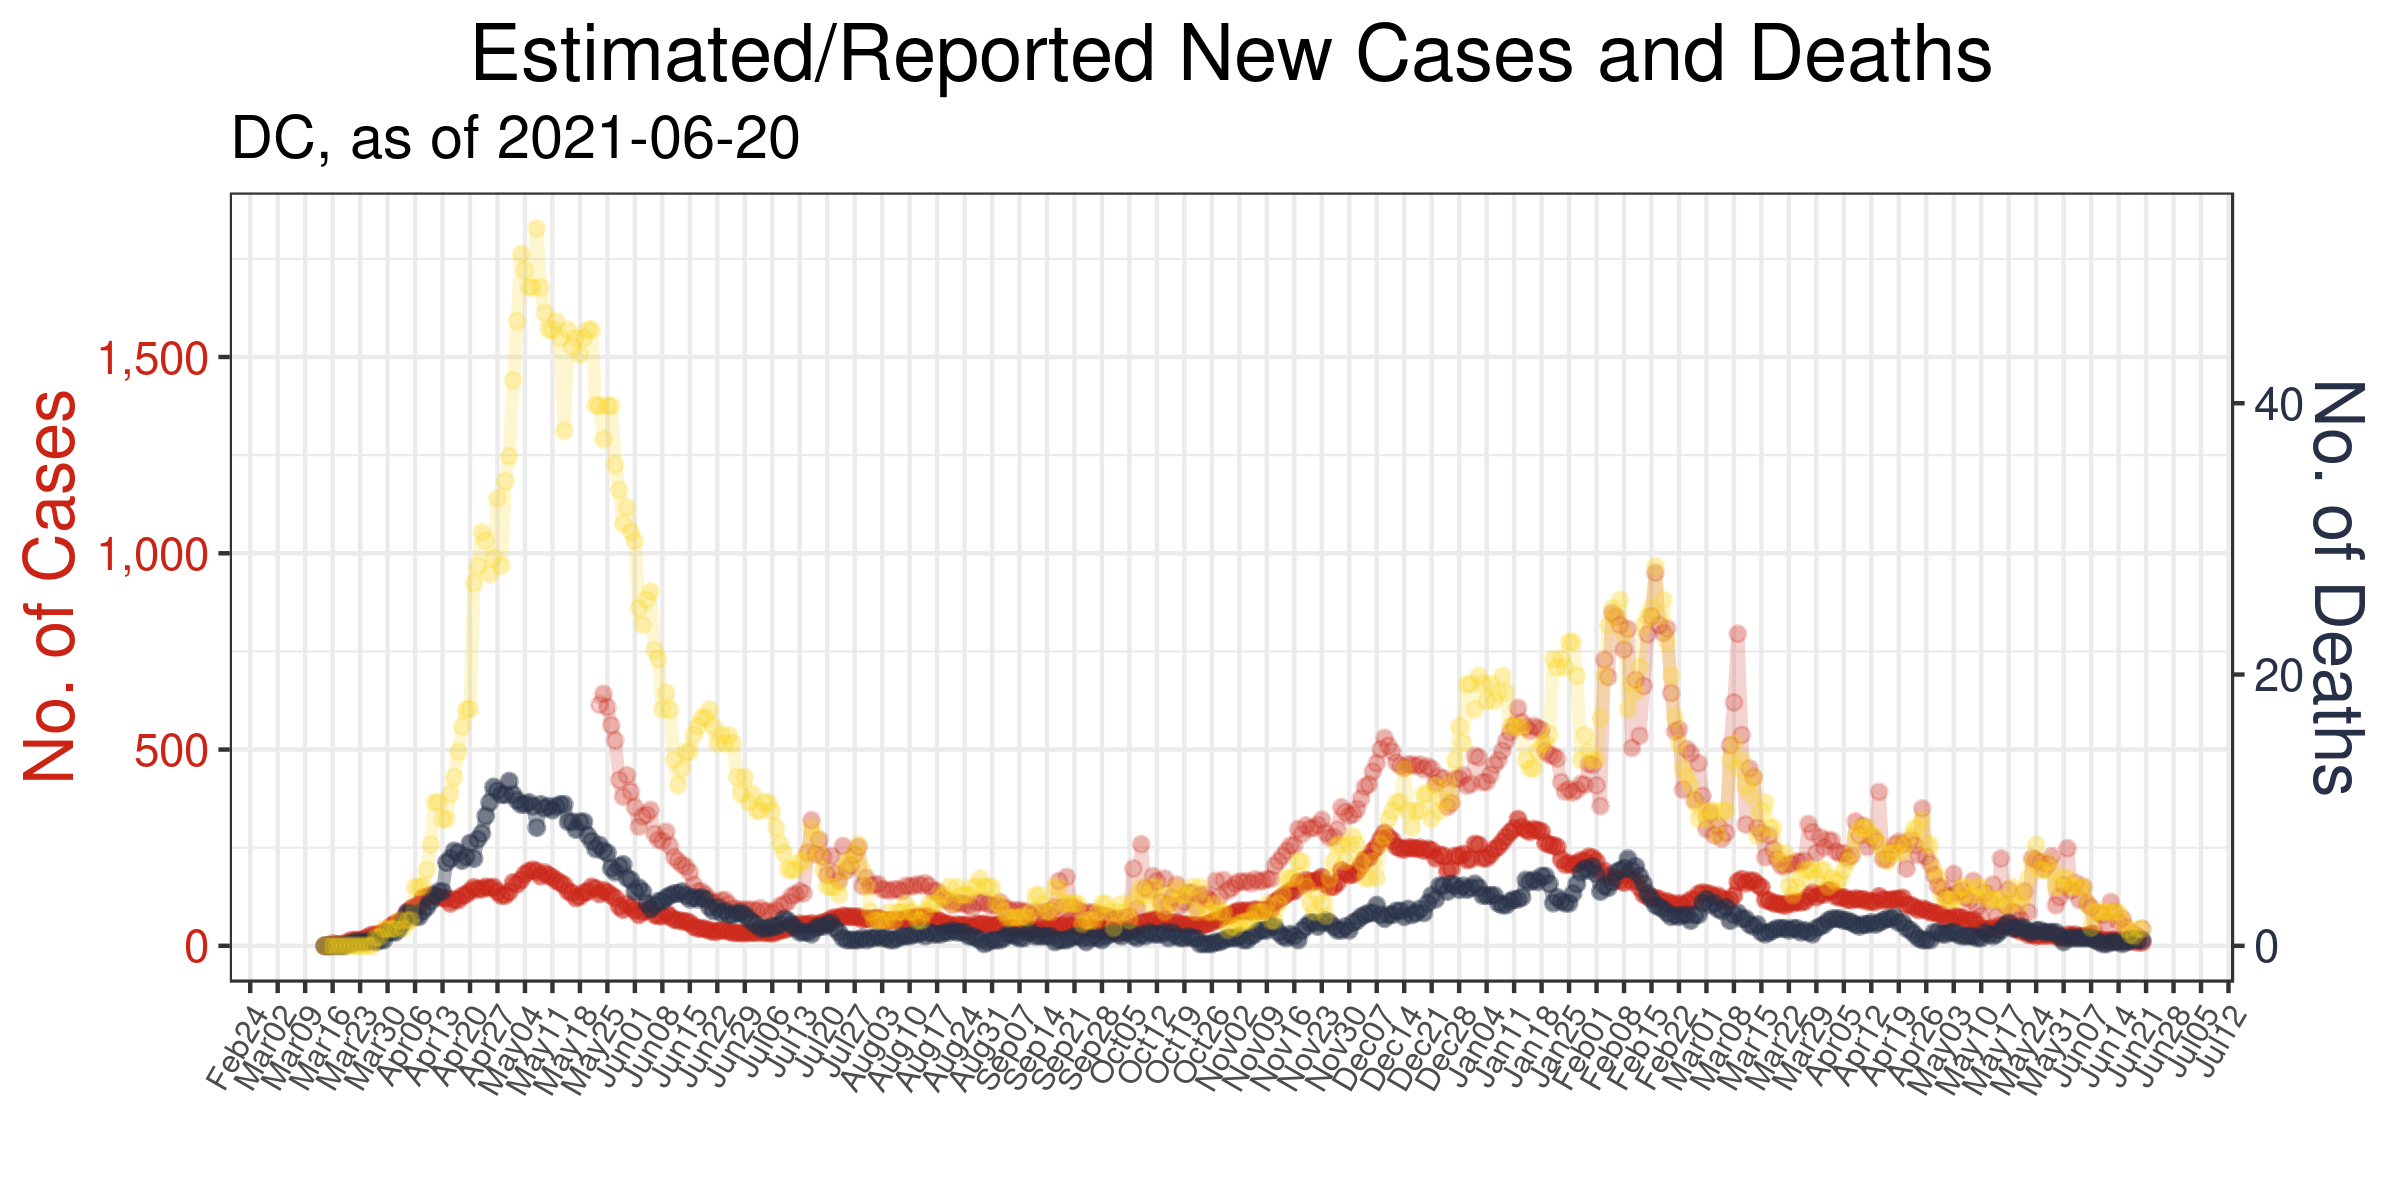 Estimated/Reported New Cases and Deaths
DC, as of 2021-06-20
No. of Cases
1,500
1,000
500
0
No. of Deaths
40
20
0
Feb24
Mar02
Mar09
Mar16
Mar23
Mar30
Apr06
Apr13
Apr20
Apr27
May04
May11
May18
May25
Jun01
Jun08
Jun15
Jun22
Jun29
Jul06
Jul13
Jul20
Jul27
Aug03
Aug10
Aug17
Aug24
Aug31
Sep07
Sep14
Sep21
Sep28
Oct05
Oct12
Oct19
Oct26
Nov02
Nov09
Nov16
Nov23
Nov30
Dec07
Dec14
Dec21
Dec28
Jan04
Jan11
Jan18
Jan25
Feb01
Feb08
Feb15
Feb22
Mar01
Mar08
Mar15
Mar22
Mar29
Apr05
Apr12
Apr19
Apr26
May03
May10
May17
May24
May31
Jun07
Jun14
Jun21
Jun28
Jul05
Jul12